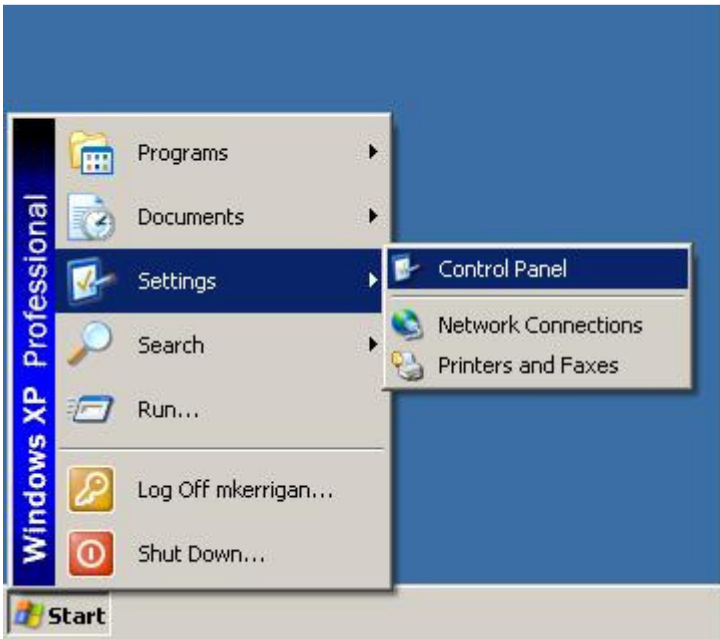 Programs
Documents
Settings
Search
Run...
Log Off mkerrigan...
Shut Down...
Control Panel
Network Connections
Printers and Faxes
Windows XP Professional
Start